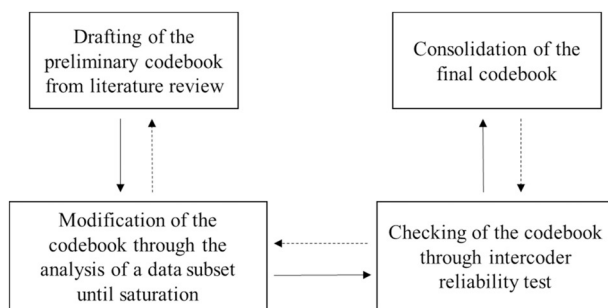 Drafting of the
preliminary codebook
from literature review
Consolidation of the
final codebook
Modification of the
codebook through the
analysis of a data subset
until saturation
Checking of the codebook
through intercoder
reliability test